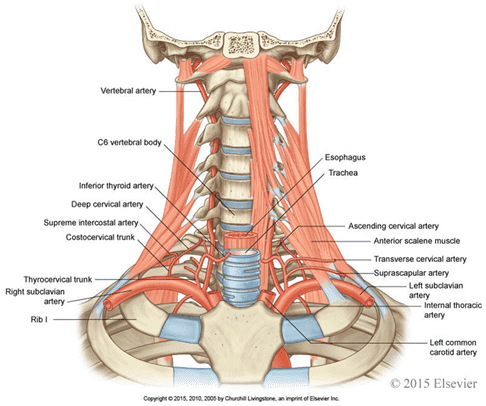 Vertebral artery
C6 vertebral body
Inferior thyroid artery
Deep cervical artery
Supreme intercostal artery
Costocervical trunk
Thyrocervical trunk
Right subclavian
artery
Rib I
Esophagus
Trachea
Ascending cervical artery
Anterior scalene muscle
Transverse cervical artery
Suprascapular artery
Left subclavian
artery
Internal thoracic
artery
Left common
carotid artery
© 2015 Elsevier
Copyright © 2015, 2010, 2005 by Churchill Livingstone, an imprint of Elsevier Inc.